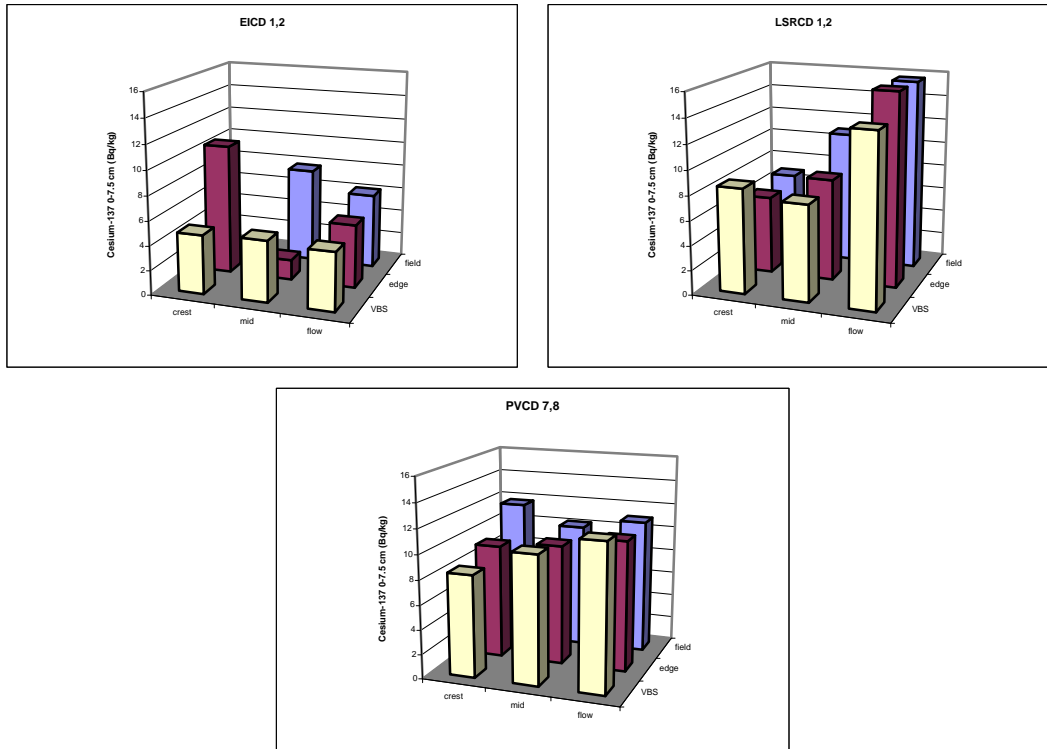 EICD 1,2
Cesium-137 0-7.5 cm (Bq/kg)
16
14
12
10
8
6
4
2
0
crest
mid
flow
VBS
edge
field
LSRCD 1,2
Cesium-137 0-7.5 cm (Bq/kg)
16
14
12
10
8
6
4
2
0
crest
mid
flow
VBS
edge
field
PVCD 7,8
Cesium-137 0-7.5 cm (Bq/kg)
16
14
12
10
8
6
4
2
0
crest
mid
flow
VBS
edge
field